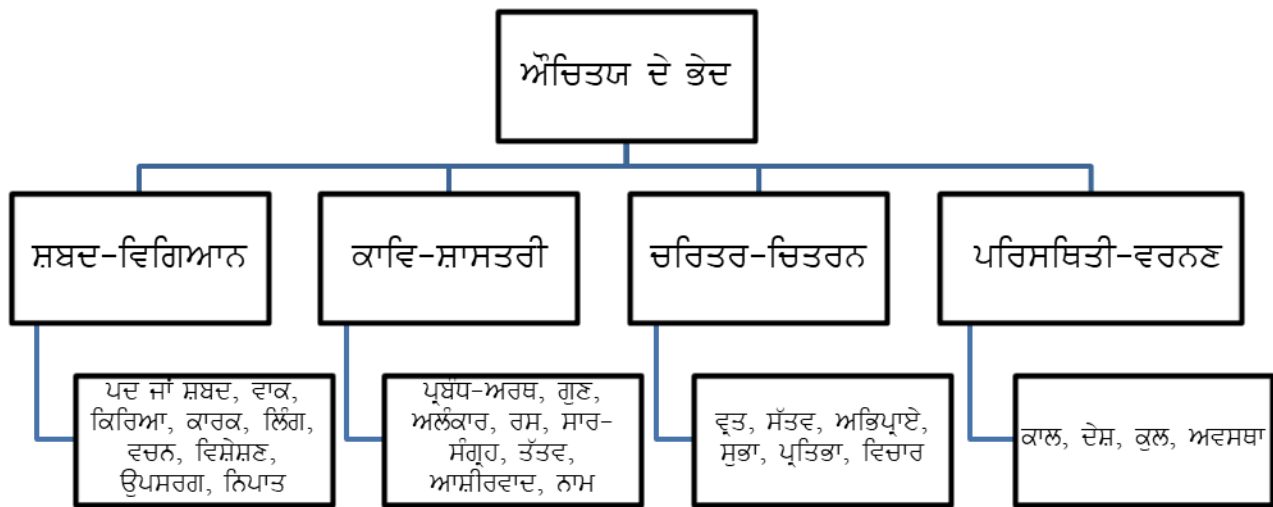 ਔਚਿਤਯ ਦੇ ਭੇਦ
ਸ਼ਬਦ-ਵਿਗਿਆਨ
ਕਾਵਿ-ਸ਼ਾਸਤਰੀ
ਚਰਿਤਰ-ਚਿਤਰਨ
ਪਰਿਸਥਿਤੀ-ਵਰਨਣ
ਪਦ ਜਾਂ ਸ਼ਬਦ, ਵਾਕ,
ਕਿਰਿਆ, ਕਾਰਕ, ਲਿੰਗ,
ਵਚਨ, ਵਿਸ਼ੇਸ਼ਣ,
ਉਪਸਰਗ, ਨਿਪਾਤ
ਪ੍ਰਬੰਧ-ਅਰਥ, ਗੁਣ,
ਅਲੰਕਾਰ, ਰਸ, ਸਾਰ-
ਸੰਗ੍ਰਹ, ਤੱਤਵ,
ਆਸ਼ੀਰਵਾਦ, ਨਾਮ
ਵ੍ਰਤ, ਸੱਤਵ, ਅਭਿਪ੍ਰਾਏ,
ਸੁਭਾ, ਪ੍ਰਤਿਭਾ, ਵਿਚਾਰ
ਕਾਲ, ਦੇਸ਼, ਕੁਲ, ਅਵਸਥਾ